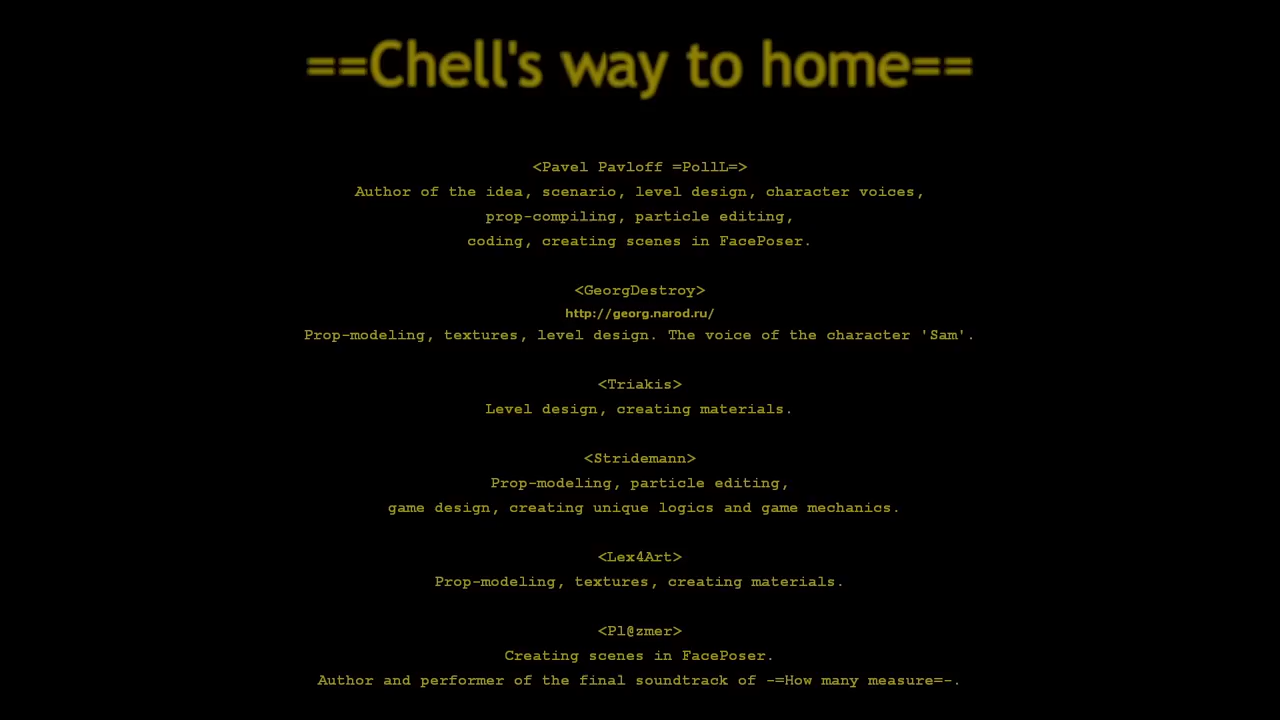 ==Chell's way to home==
<Pavel Pavloff =PollL=>
Author of the idea, scenario, level design, character voices,
prop-compiling, particle editing,
coding, creating scenes in FacePoser.
<GeorgDestroy>
http://georg.narod.ru/
Prop-modeling, textures, level design. The voice of the character 'Sam'.
<Triakis>
Level design, creating materials.
<Stridemann>
Prop-modeling, particle editing,
game design, creating unique logics and game mechanics.
<Lex4Art>
Prop-modeling, textures, creating materials.
<Pl@zmer>
Creating scenes in FacePoser.
Author and performer of the final soundtrack of -=How many measure=-.